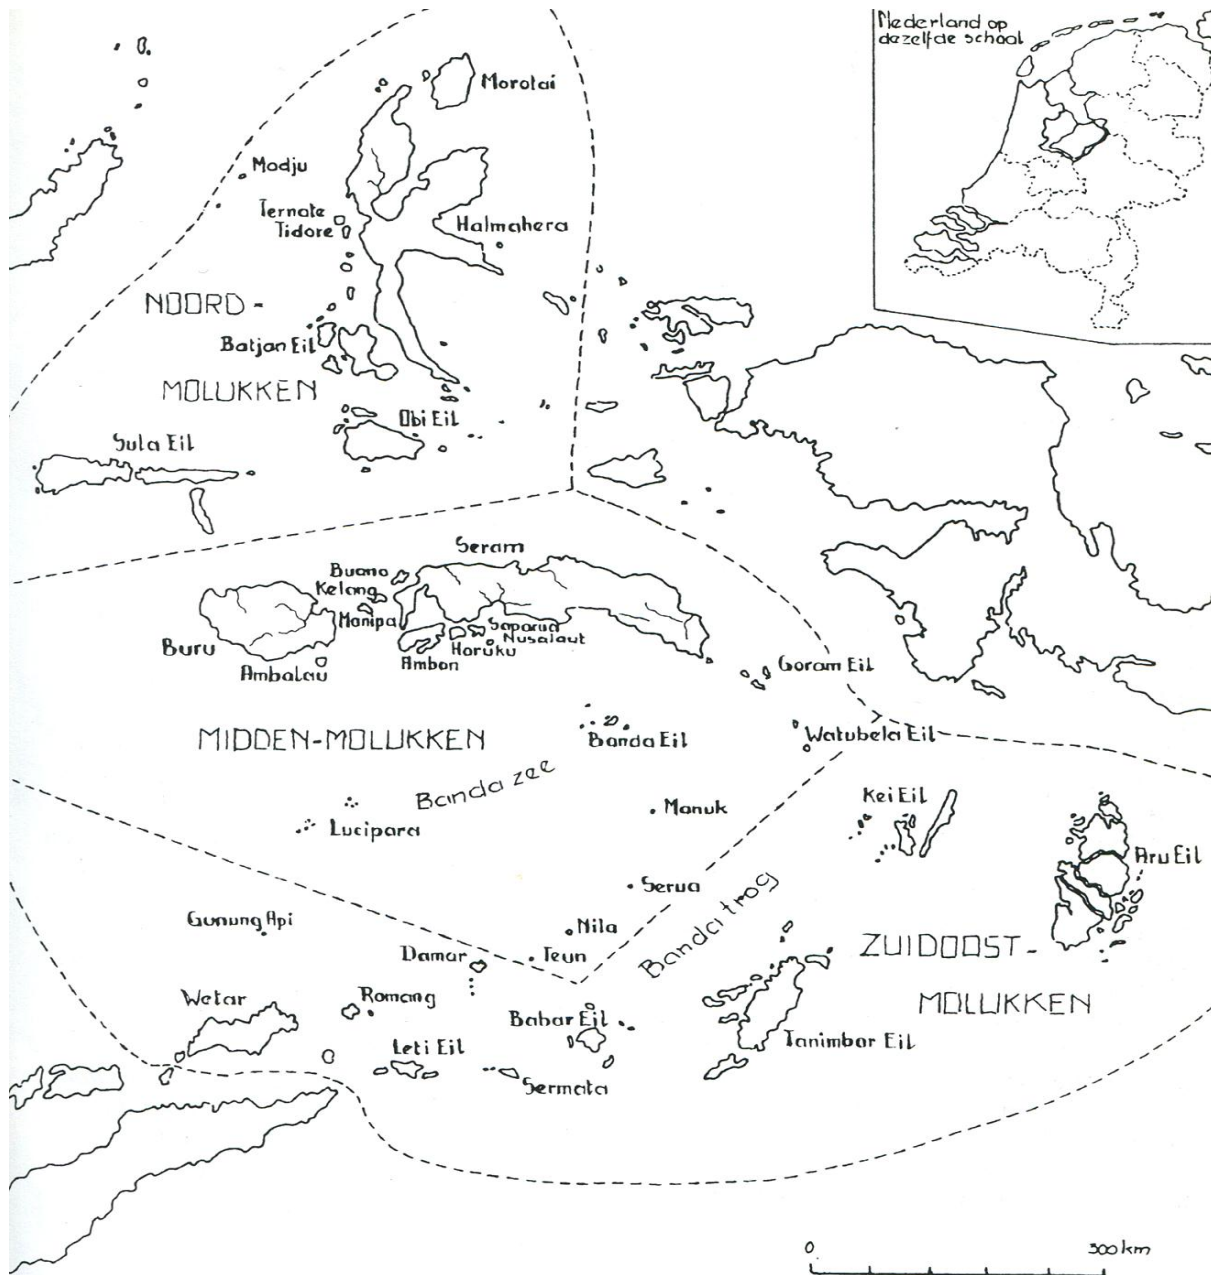 Nederland op
dezelfde schaal
Morotai
Madju
Ternate
Tidore
Halmahera
NOORD-
MOLUKKEN
Batjan Eil
Obi Eil
Sula Eil
Seram
Buano
Kelang
Manipa
Saparua
Nusalaut
Haruku
Ambon
Buru
Ambalau
Goram Eil
MIDDEN-MOLUKKEN
Banda Eil
Watubela Eil
Banda zee
Manuk
Kei Eil
Lucipara
Aru Eil
Serua
Banda trog
Gunung Api
Nila
Teun
Damar
ZUIDOOST-
MOLUKKEN
Wetar
Romang
Babar Eil
Leti Eil
Tanimbar Eil
Sermata
0
300 km